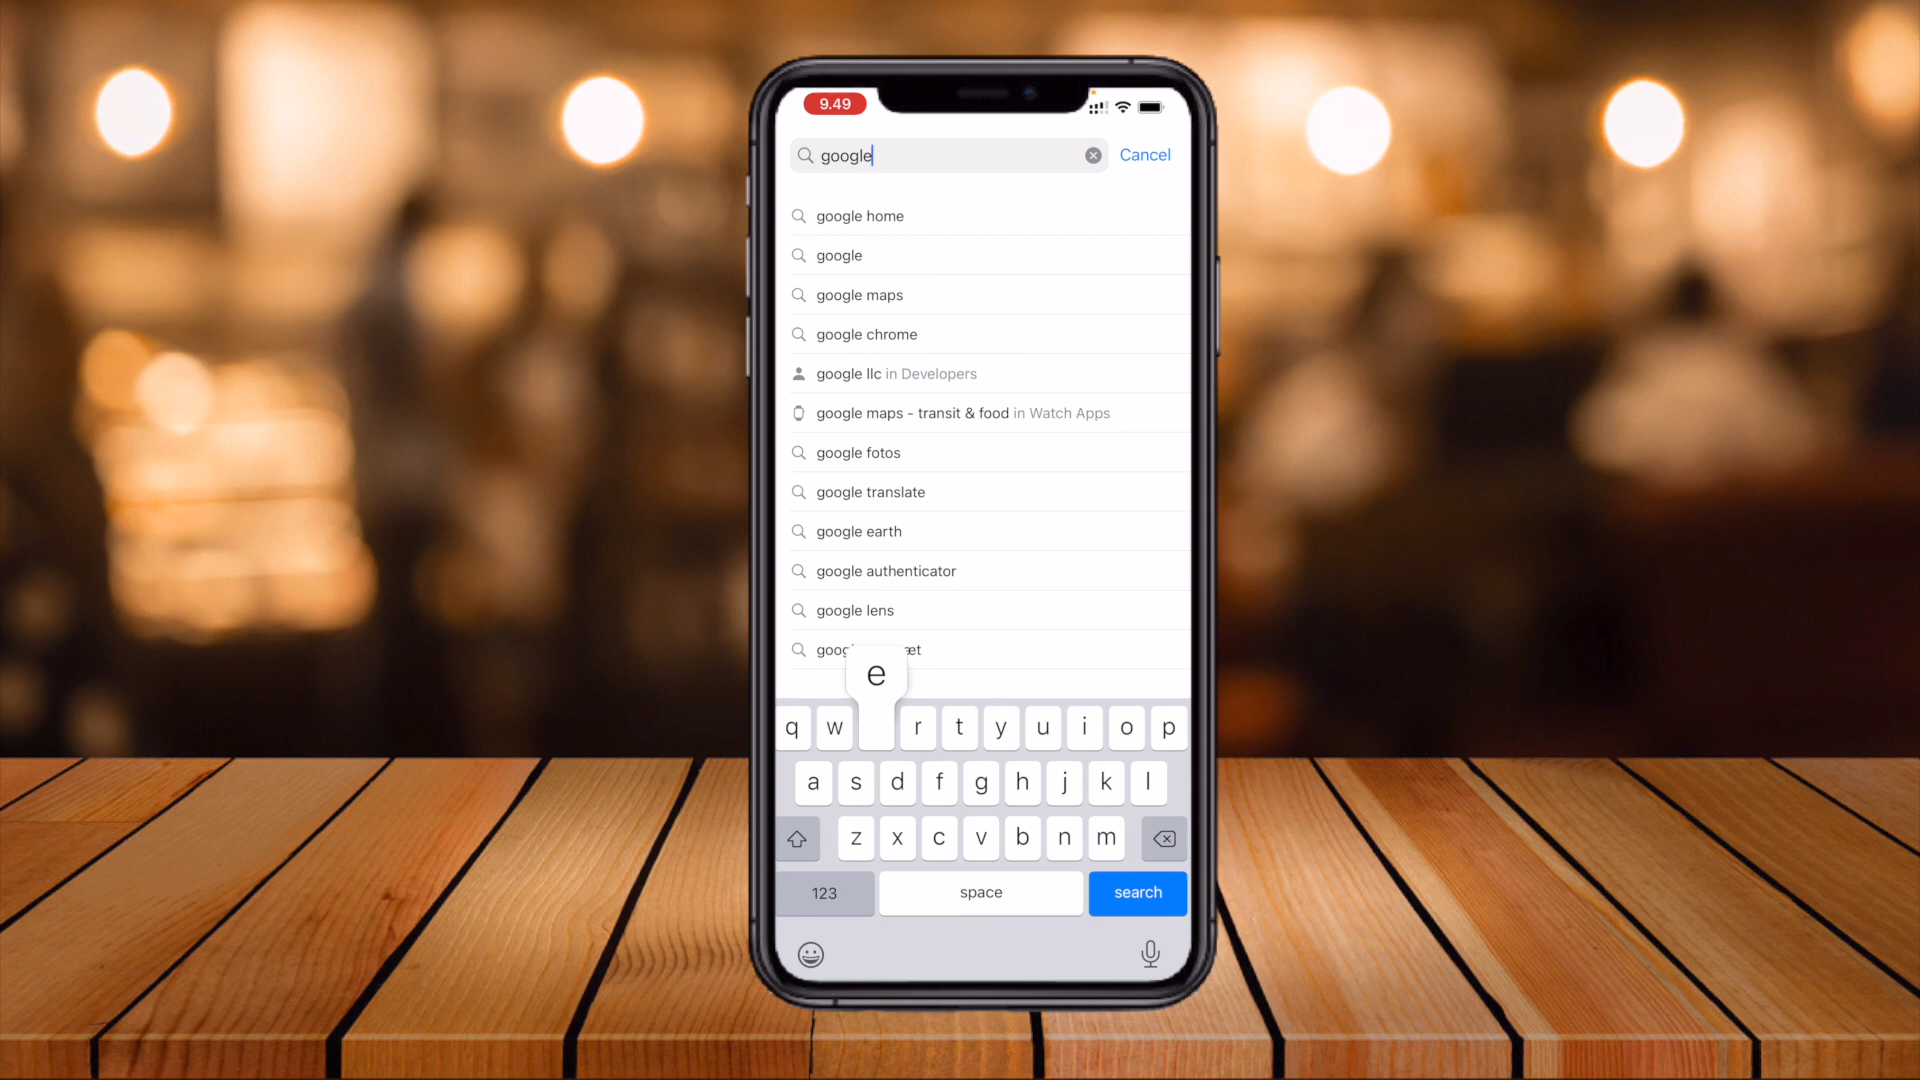 9.49
google
Cancel
google home
google
google maps
google chrome
google llc in Developers
google maps - transit & food in Watch Apps
google fotos
google translate
google earth
google authenticator
google lens
e
q w r t y u i o p
a s d f g h j k l
z x c v b n m
123 space search